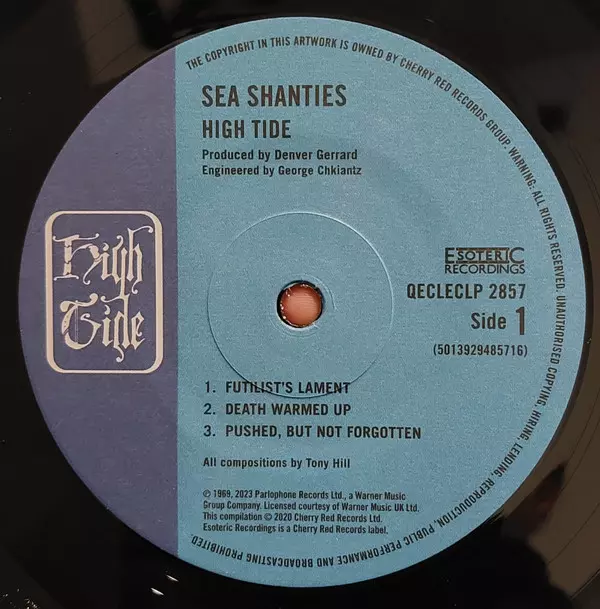 THE COPYRIGHT IN THIS ARTWORK IS OWNED BY CHERRY RED RECORDS GROUP. WARNING: ALL RIGHTS RESERVED. UNAUTHORISED COPYING, HIRING, LENDING, REPRODUCTION, PUBLIC PERFORMANCE AND BROADCASTING PROHIBITED.
SEA SHANTIES
HIGH TIDE
Produced by Denver Gerrard
Engineered by George Chkiantz
High
Tide
ESOTERIC
RECORDINGS
QECLECLP 2857
Side 1
(5013929485716)
1. FUTILIST'S LAMENT
2. DEATH WARMED UP
3. PUSHED, BUT NOT FORGOTTEN
All compositions by Tony Hill
℗ 1969, 2023 Parlophone Records Ltd., a Warner Music
Group Company. Licensed courtesy of Warner Music UK Ltd.
This compilation © 2020 Cherry Red Records Ltd.
Esoteric Recordings is a Cherry Red Records label.